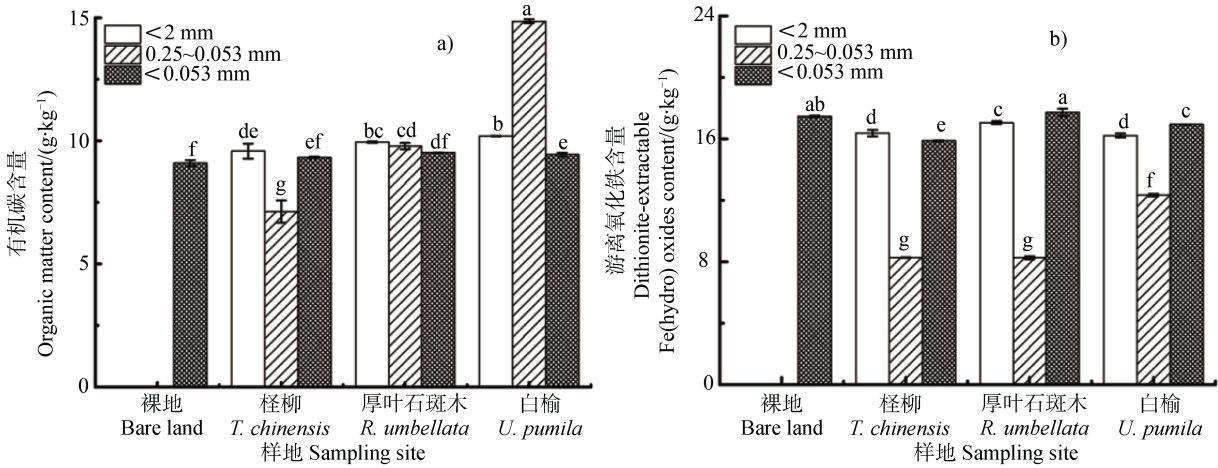 15
10
5
0
有机碳含量
Organic matter content/(g·kg⁻¹)
<2 mm
0.25~0.053 mm
<0.053 mm
a)
f
de
g
ef
bc
cd
df
b
a
e
裸地
Bare land
柽柳
T. chinensis
厚叶石斑木
R. umbellata
白榆
U. pumila
样地 Sampling site
24
16
8
0
游离氧化铁含量
Dithionite-extractable
Fe(hydro) oxides content/(g·kg⁻¹)
<2 mm
0.25~0.053 mm
<0.053 mm
b)
ab
d
g
e
c
g
a
d
f
c
裸地
Bare land
柽柳
T. chinensis
厚叶石斑木
R. umbellata
白榆
U. pumila
样地 Sampling site